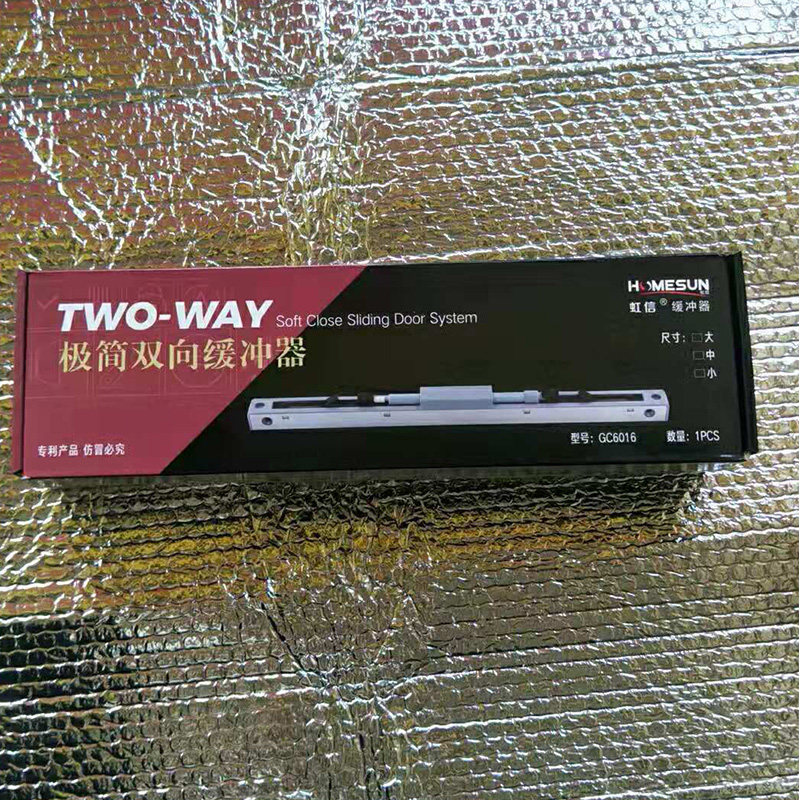 TWO-WAY Soft Close Sliding Door System
极简双向缓冲器
专利产品 仿冒必究
HOMESUN
虹信® 缓冲器
尺寸：□大
□中
□小
型号：GC6016 数量：1PCS